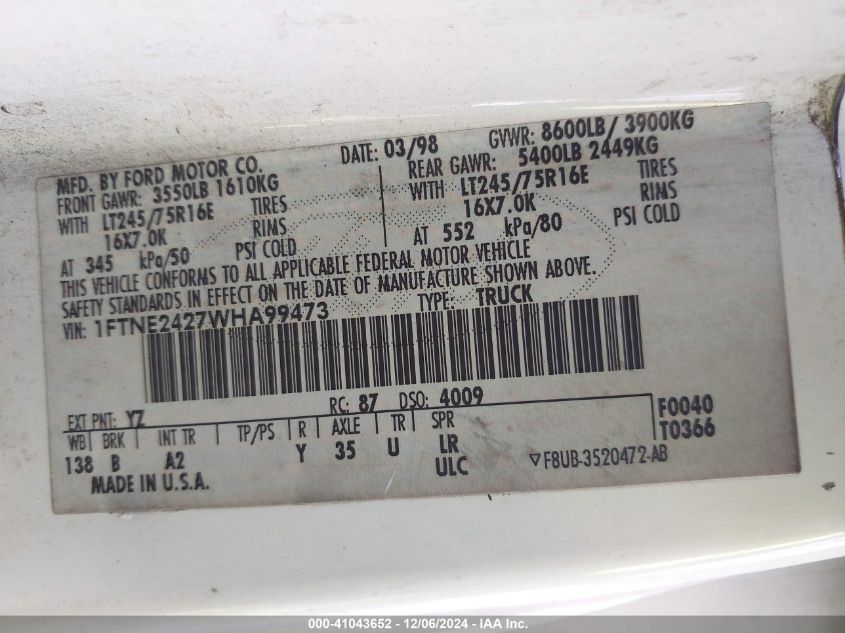 MFD. BY FORD MOTOR CO.
DATE: 03/98 GVWR: 8600LB/ 3900KG
FRONT GAWR: 3550LB 1610KG
REAR GAWR: 5400LB 2449KG
WITH LT245/75R16E TIRES
WITH LT245/75R16E TIRES
16X7.0K RIMS
16X7.0K RIMS
AT 345 kPa/50 PSI COLD
AT 552 kPa/80 PSI COLD
THIS VEHICLE CONFORMS TO ALL APPLICABLE FEDERAL MOTOR VEHICLE
SAFETY STANDARDS IN EFFECT ON THE DATE OF MANUFACTURE SHOWN ABOVE.
VIN: 1FTNE2427WHA99473 TYPE: TRUCK
EXT PNT: YZ RC: 87 DSO: 4009
WB BRK INT TR TP/PS R AXLE TR SPR
138 B A2 Y 35 U LR
ULC
F0040
T0366
MADE IN U.S.A.
▽F8UB-3520472-AB
000-41043652 - 12/06/2024 - IAA Inc.